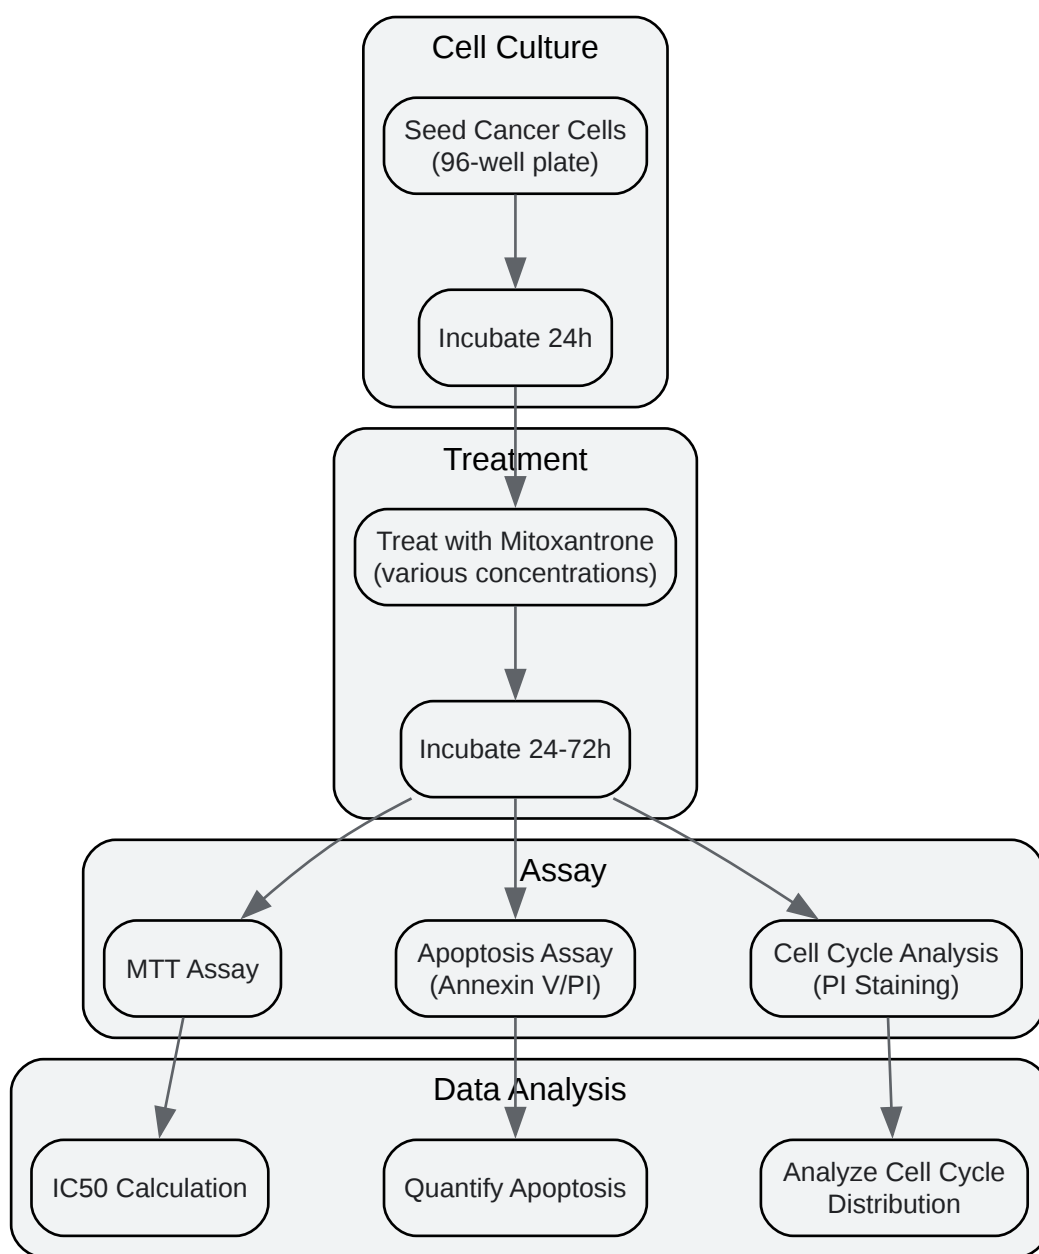 Cell Culture
Seed Cancer Cells
(96-well plate)
Incubate 24h
Treatment
Treat with Mitoxantrone
(various concentrations)
Incubate 24-72h
Assay
MTT Assay
Apoptosis Assay
(Annexin V/PI)
Cell Cycle Analysis
(PI Staining)
Data Analysis
IC50 Calculation
Quantify Apoptosis
Analyze Cell Cycle
Distribution